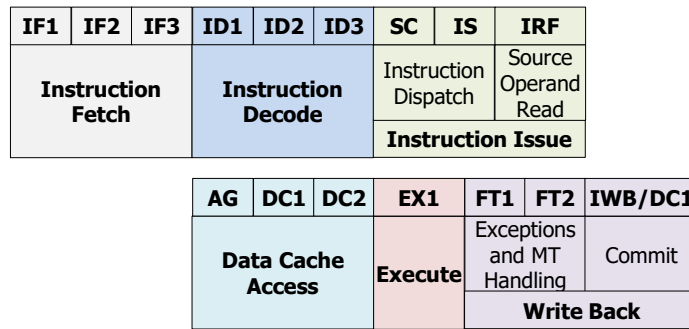 IF1 IF2 IF3 ID1 ID2 ID3 SC IS IRF
Instruction
Fetch
Instruction
Decode
Instruction
Dispatch
Source
Operand
Read
Instruction Issue
AG DC1 DC2 EX1 FT1 FT2 IWB/DC1
Data Cache
Access
Execute
Exceptions
and MT
Handling
Commit
Write Back